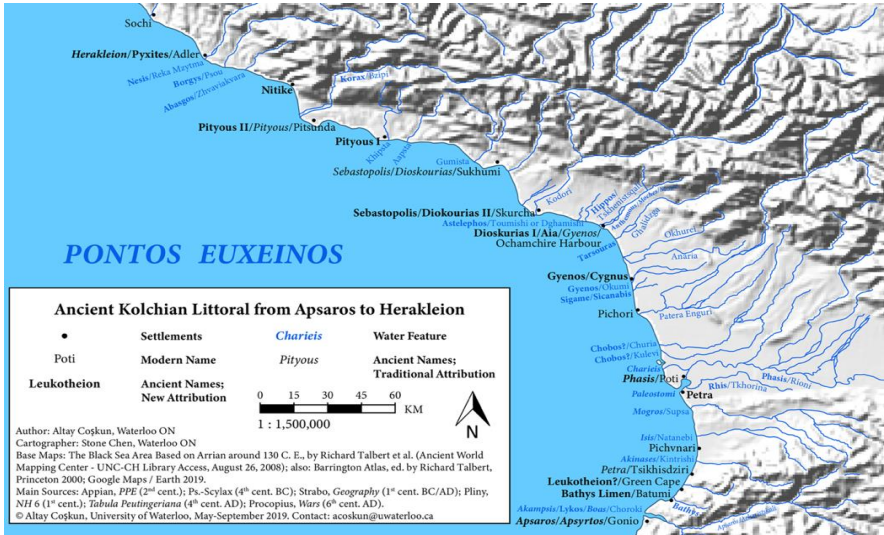 Sochi
Herakleion/Pyxites/Adler
Nesis/Reka Mzytma
Borgys/Psou
Abasgos/Zhvaviakvara
Korax/Bzipi
Nitike
Pityous II/Pityous/Pitsunda
Pityous I
Khipsta
Aapsta
Gumista
Sebastopolis/Dioskourias/Sukhumi
Kodori
Hippos/
Tskhenistsqali
Ghalidzga
Sebastopolis/Diokourias II/Skurcha
Astelephos/Toumishi or Dghamishi
Dioskurias I/Aia/Gyenos/
Ochamchire Harbour
Tarsouras
Okhurei
Anaria
PONTOS EUXEINOS
Gyenos/Cygnus
Gyenos/Okumi
Sigame/Sicanabis
Pichori
Patera Enguri
Chobos?/Churia
Chobos?/Kulevi
Charieis
Phasis/Poti
Phasis/Rioni
Rhis/Tkhorina
Paleostomi
Petra
Mogros/Supsa
Isis/Natanebi
Pichvnari
Akinases/Kintrishi
Petra/Tsikhisdziri
Leukotheion?/Green Cape
Bathys Limen/Batumi
Bathys
Akampsis/Lykos/Boas/Choroki
Apsaros/Apsyrtos/Gonio
Ancient Kolchian Littoral from Apsaros to Herakleion
Settlements
Charieis
Water Feature
Poti
Modern Name
Pityous
Ancient Names;
Traditional Attribution
Leukotheion
Ancient Names;
New Attribution
0 15 30 45 60
KM
1 : 1,500,000
N
Author: Altay Coşkun, Waterloo ON
Cartographer: Stone Chen, Waterloo ON
Base Maps: The Black Sea Area Based on Arrian around 130 C. E., by Richard Talbert et al. (Ancient World
Mapping Center - UNC-CH Library Access, August 26, 2008); also: Barrington Atlas, ed. by Richard Talbert,
Princeton 2000; Google Maps / Earth 2019.
Main Sources: Appian, PPE (2nd cent.); Ps.-Scylax (4th cent. BC); Strabo, Geography (1st cent. BC/AD); Pliny,
NH 6 (1st cent.); Tabula Peutingeriana (4th cent. AD); Procopius, Wars (6th cent. AD).
© Altay Coşkun, University of Waterloo, May-September 2019. Contact: acoskun@uwaterloo.ca